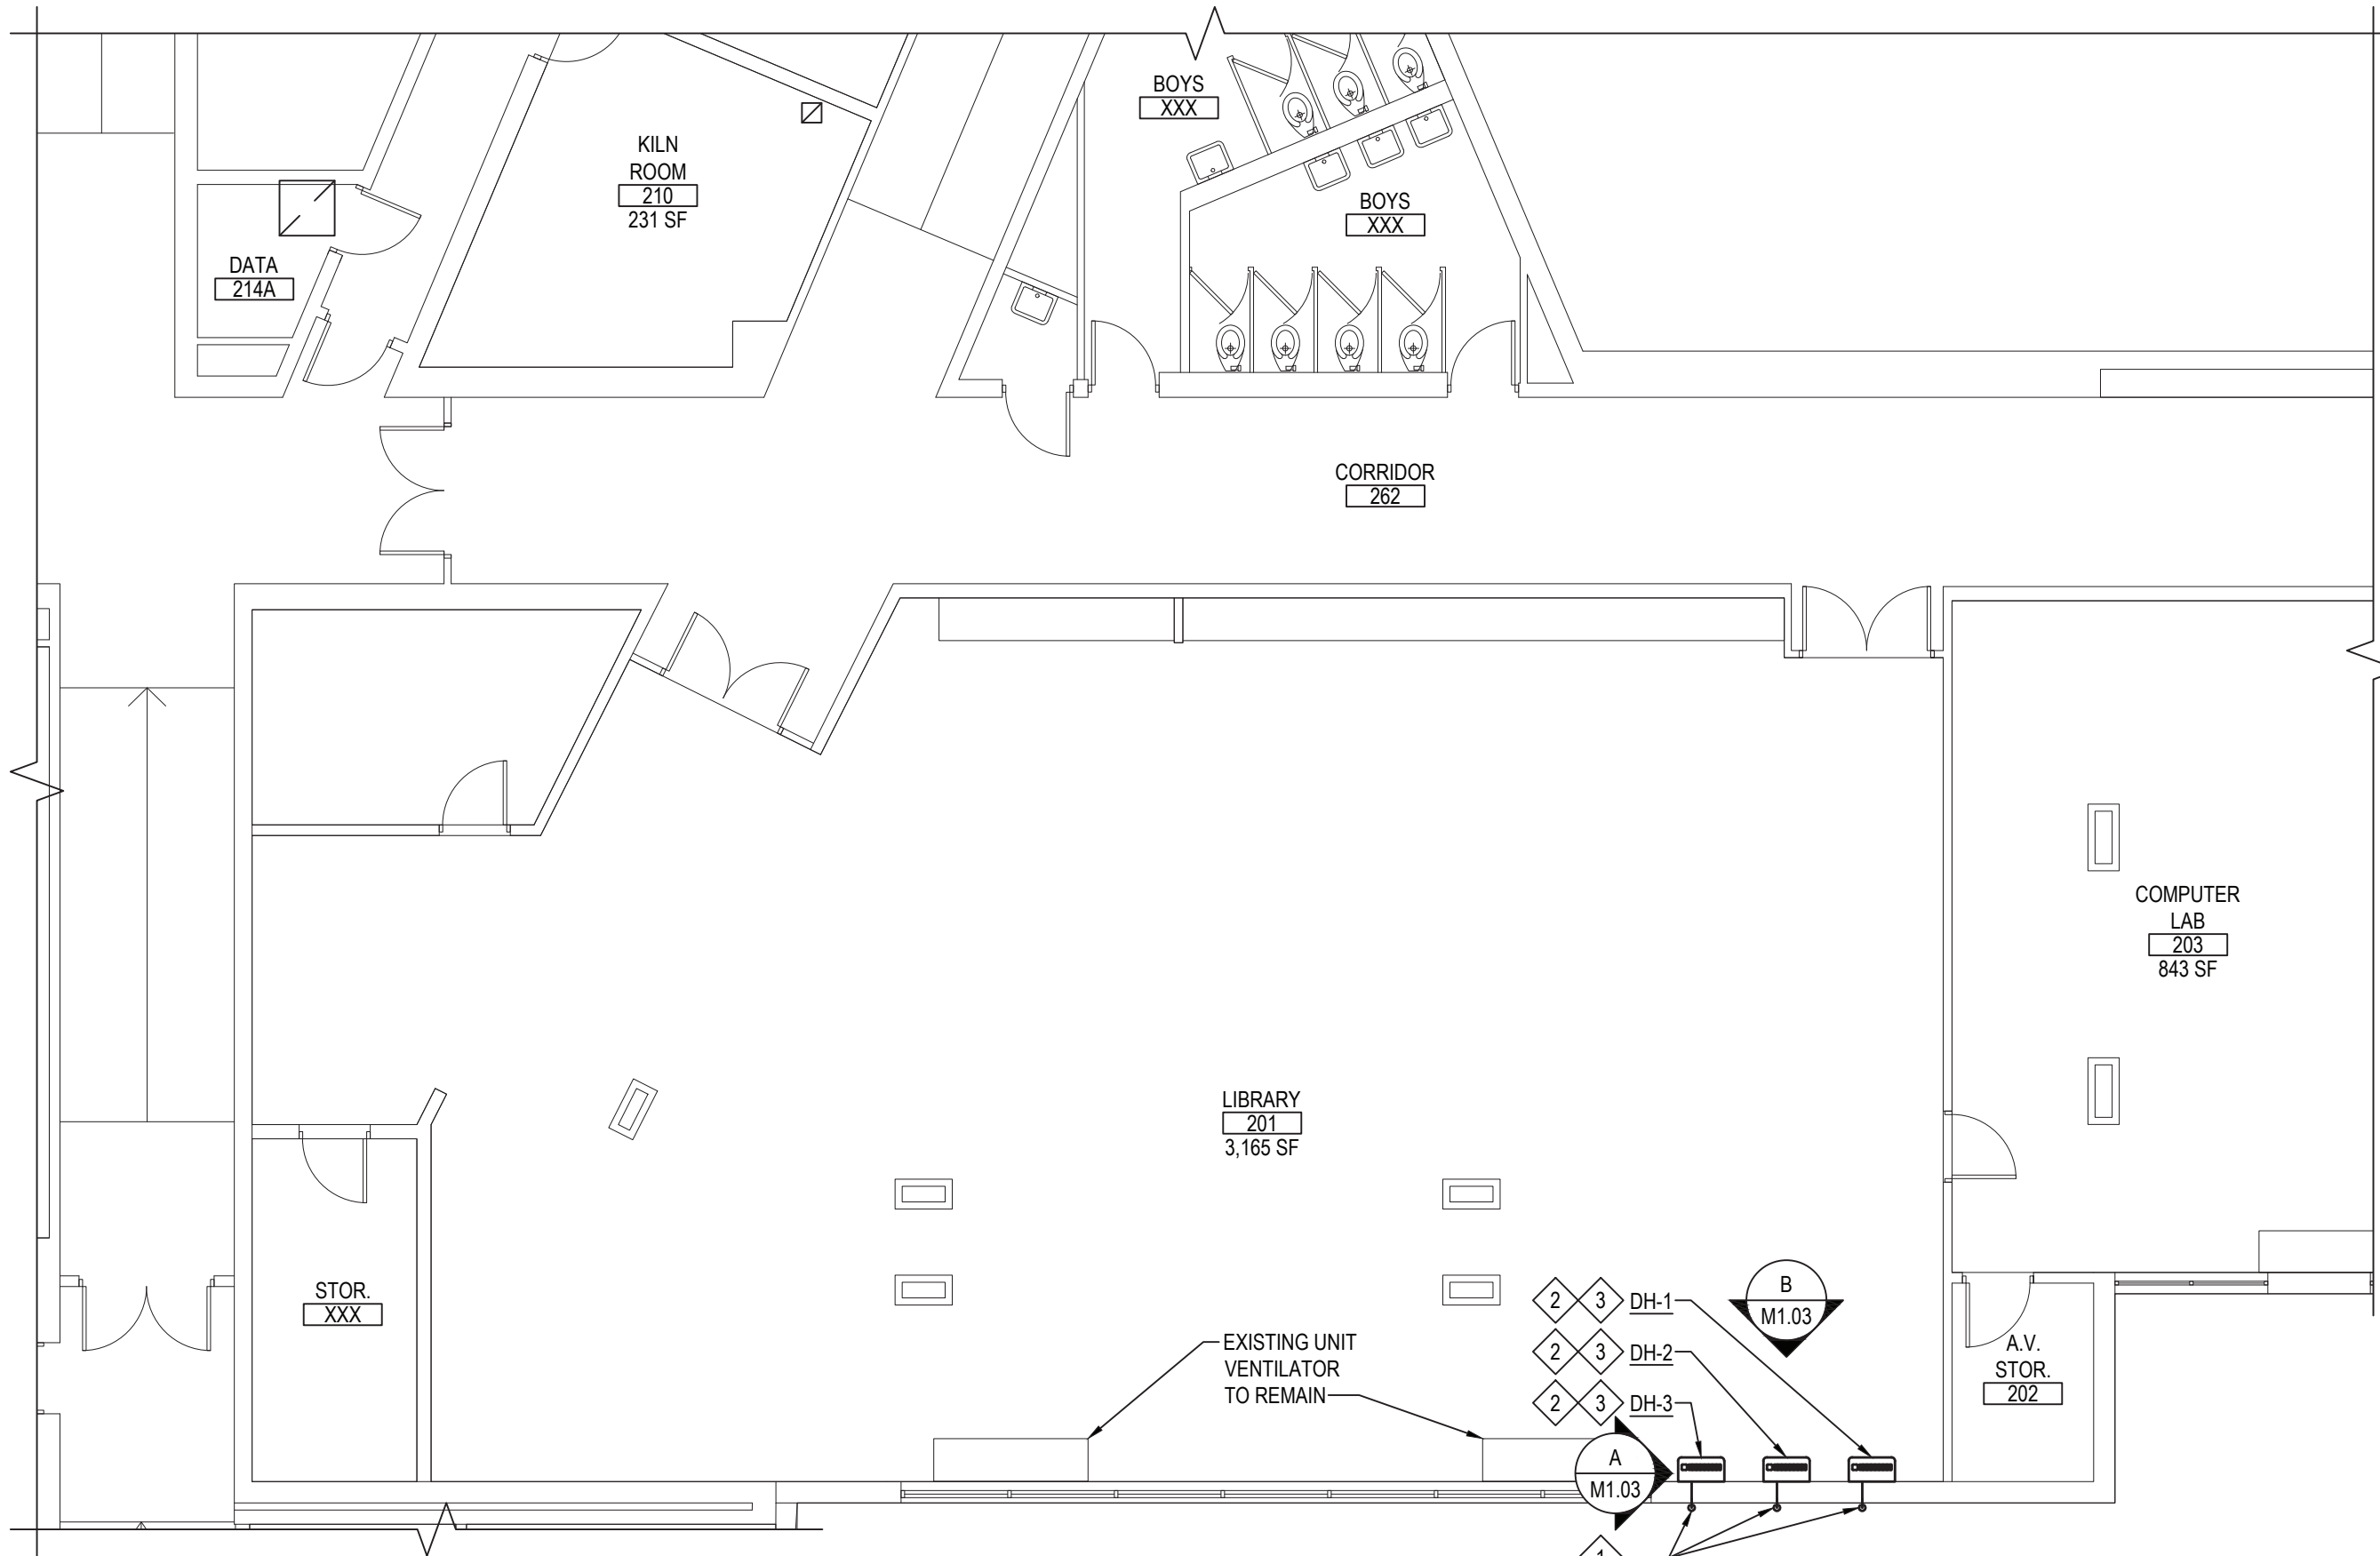 BOYS
XXX
KILN
ROOM
210
231 SF
BOYS
XXX
DATA
214A
CORRIDOR
262
COMPUTER
LAB
203
843 SF
LIBRARY
201
3,165 SF
STOR.
XXX
EXISTING UNIT
VENTILATOR
TO REMAIN
2 3 DH-1
2 3 DH-2
2 3 DH-3
B
M1.03
A
M1.03
A.V.
STOR.
202
1